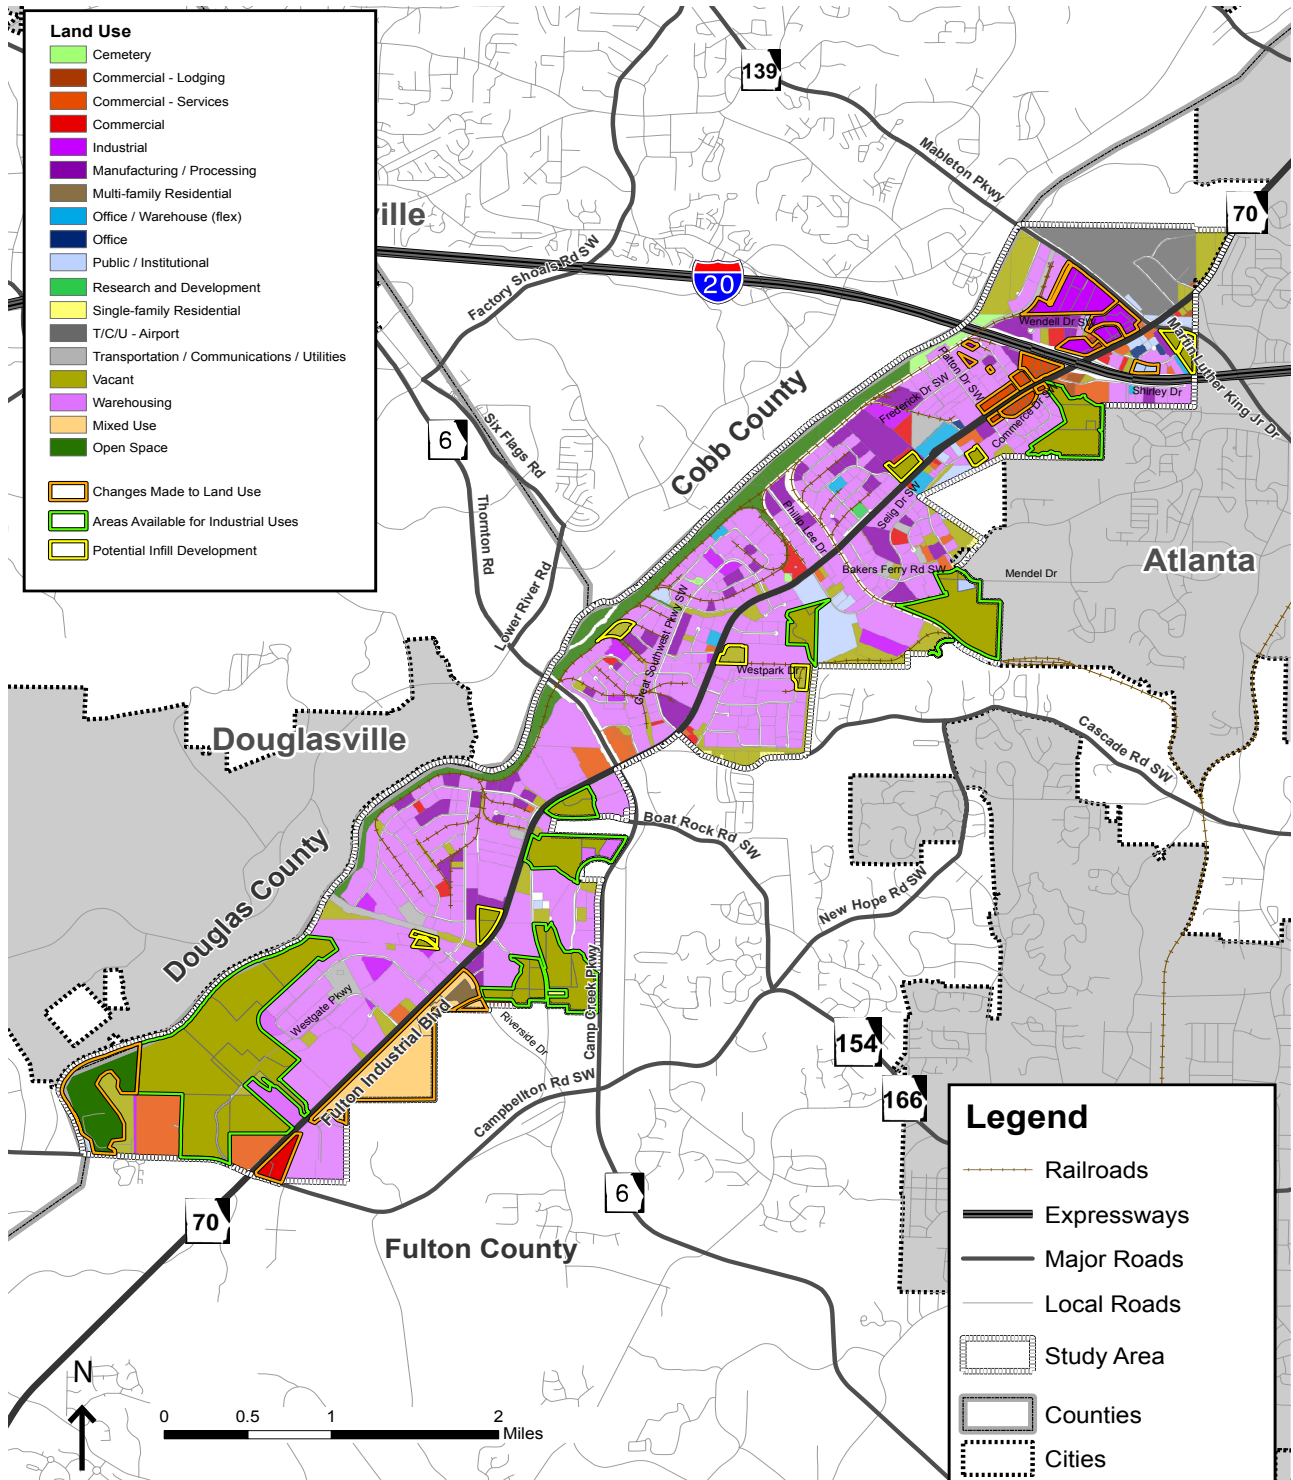 Land Use
Cemetery
Commercial - Lodging
Commercial - Services
Commercial
Industrial
Manufacturing / Processing
Multi-family Residential
Office / Warehouse (flex)
Office
Public / Institutional
Research and Development
Single-family Residential
T/C/U - Airport
Transportation / Communications / Utilities
Vacant
Warehousing
Mixed Use
Open Space
Changes Made to Land Use
Areas Available for Industrial Uses
Potential Infill Development
139
Mableton Pkwy
70
ville
Factory Shoals Rd SW
20
Wendell Dr SW
Martin Luther King Jr Dr
Patton Dr SW
Frederick Dr SW
Shirley Dr
Commerce Dr SW
Cobb County
6
Six Flags Rd
Thornton Rd
Selig Dr SW
Phillip Lee Dr
Atlanta
Bakers Ferry Rd SW
Mendel Dr
Lower River Rd
Great Southwest Pkwy SW
Westpark Dr
Douglasville
Cascade Rd SW
Boat Rock Rd SW
Douglas County
New Hope Rd SW
Westgate Pkwy
Camp Creek Pkwy
Riverside Dr
Fulton Industrial Blvd
154
Campbellton Rd SW
166
6
70
Fulton County
Legend
Railroads
Expressways
Major Roads
Local Roads
Study Area
Counties
Cities
N
0 0.5 1 2
Miles